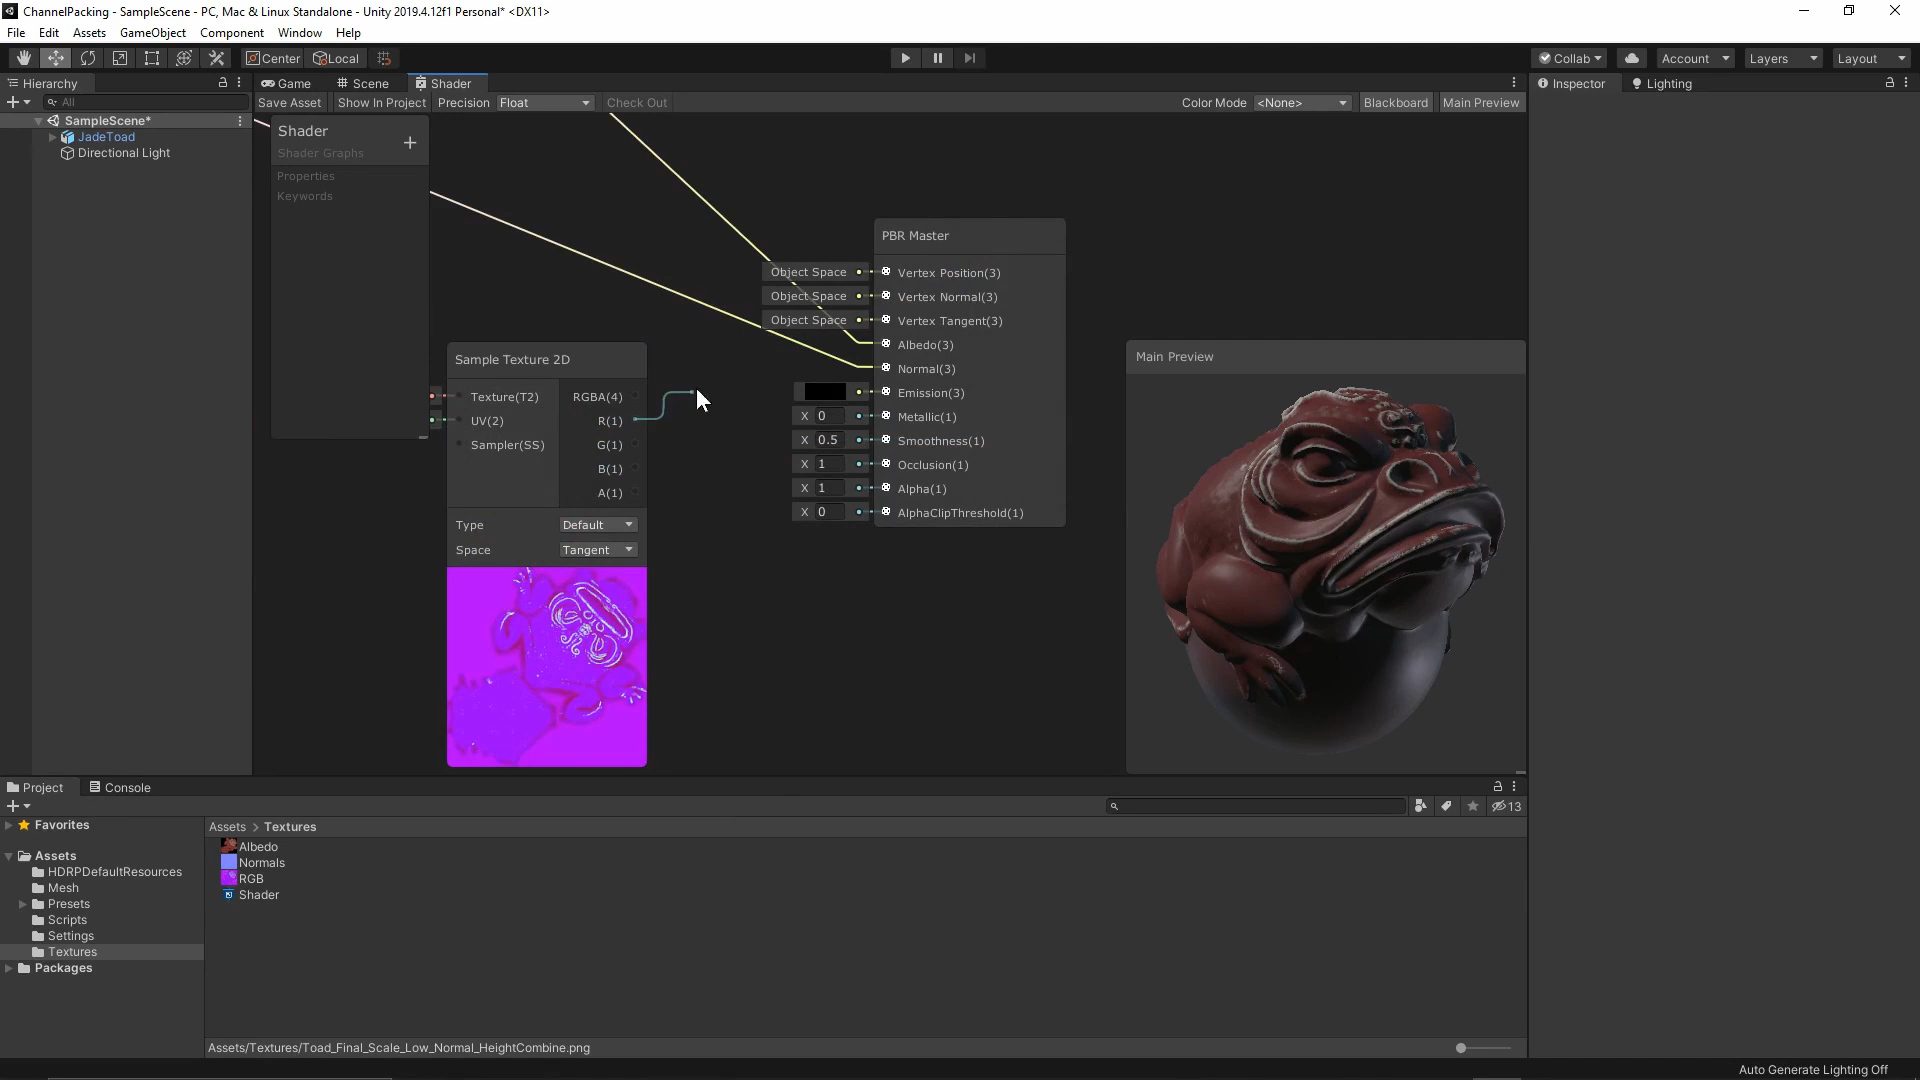 ChannelPacking - SampleScene - PC, Mac & Linux Standalone - Unity 2019.4.12f1 Personal* <DX11>
File Edit Assets GameObject Component Window Help
Center Local Collab Account Layers Layout
Hierarchy Game Scene Shader Inspector Lighting
All Save Asset Show In Project Precision Float Check Out Color Mode <None> Blackboard Main Preview
SampleScene*
JadeToad
Directional Light
Shader
Shader Graphs
Properties
Keywords
PBR Master
Object Space Vertex Position(3)
Object Space Vertex Normal(3)
Object Space Vertex Tangent(3)
Albedo(3)
Normal(3)
Emission(3)
X 0 Metallic(1)
X 0.5 Smoothness(1)
X 1 Occlusion(1)
X 1 Alpha(1)
X 0 AlphaClipThreshold(1)
Sample Texture 2D
Texture(T2) RGBA(4)
UV(2) R(1)
Sampler(SS) G(1)
B(1)
A(1)
Type Default
Space Tangent
Main Preview
Project Console
13
Favorites
Assets
HDRPDefaultResources
Mesh
Presets
Scripts
Settings
Textures
Packages
Assets > Textures
Albedo
Normals
RGB
Shader
Assets/Textures/Toad_Final_Scale_Low_Normal_HeightCombine.png
Auto Generate Lighting Off